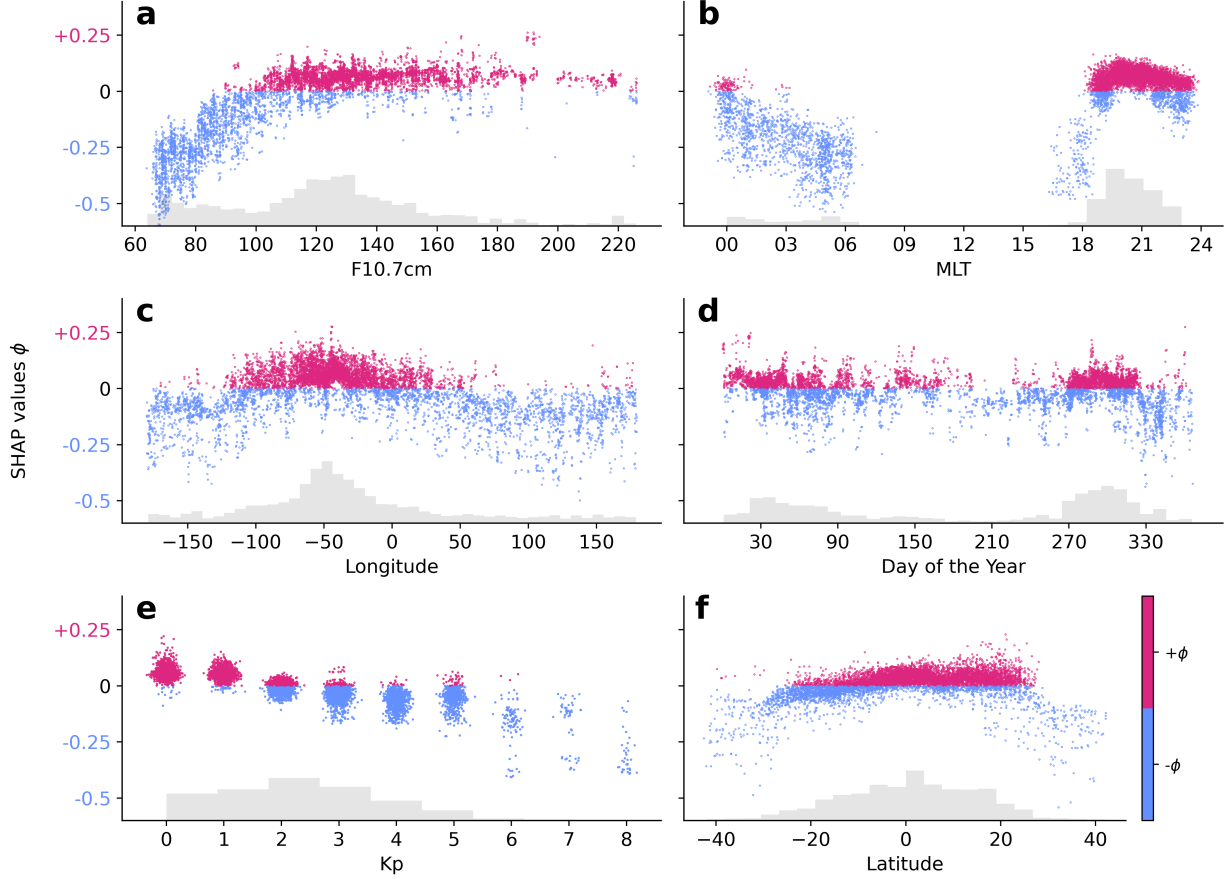 a
b
+0.25
0
-0.25
-0.5
60 80 100 120 140 160 180 200 220
00 03 06 09 12 15 18 21 24
F10.7cm
MLT
c
d
+0.25
0
-0.25
-0.5
−150 −100 −50 0 50 100 150
30 90 150 210 270 330
Longitude
Day of the Year
SHAP values ϕ
e
f
+0.25
0
-0.25
-0.5
+ϕ
-ϕ
0 1 2 3 4 5 6 7 8
−40 −20 0 20 40
Kp
Latitude